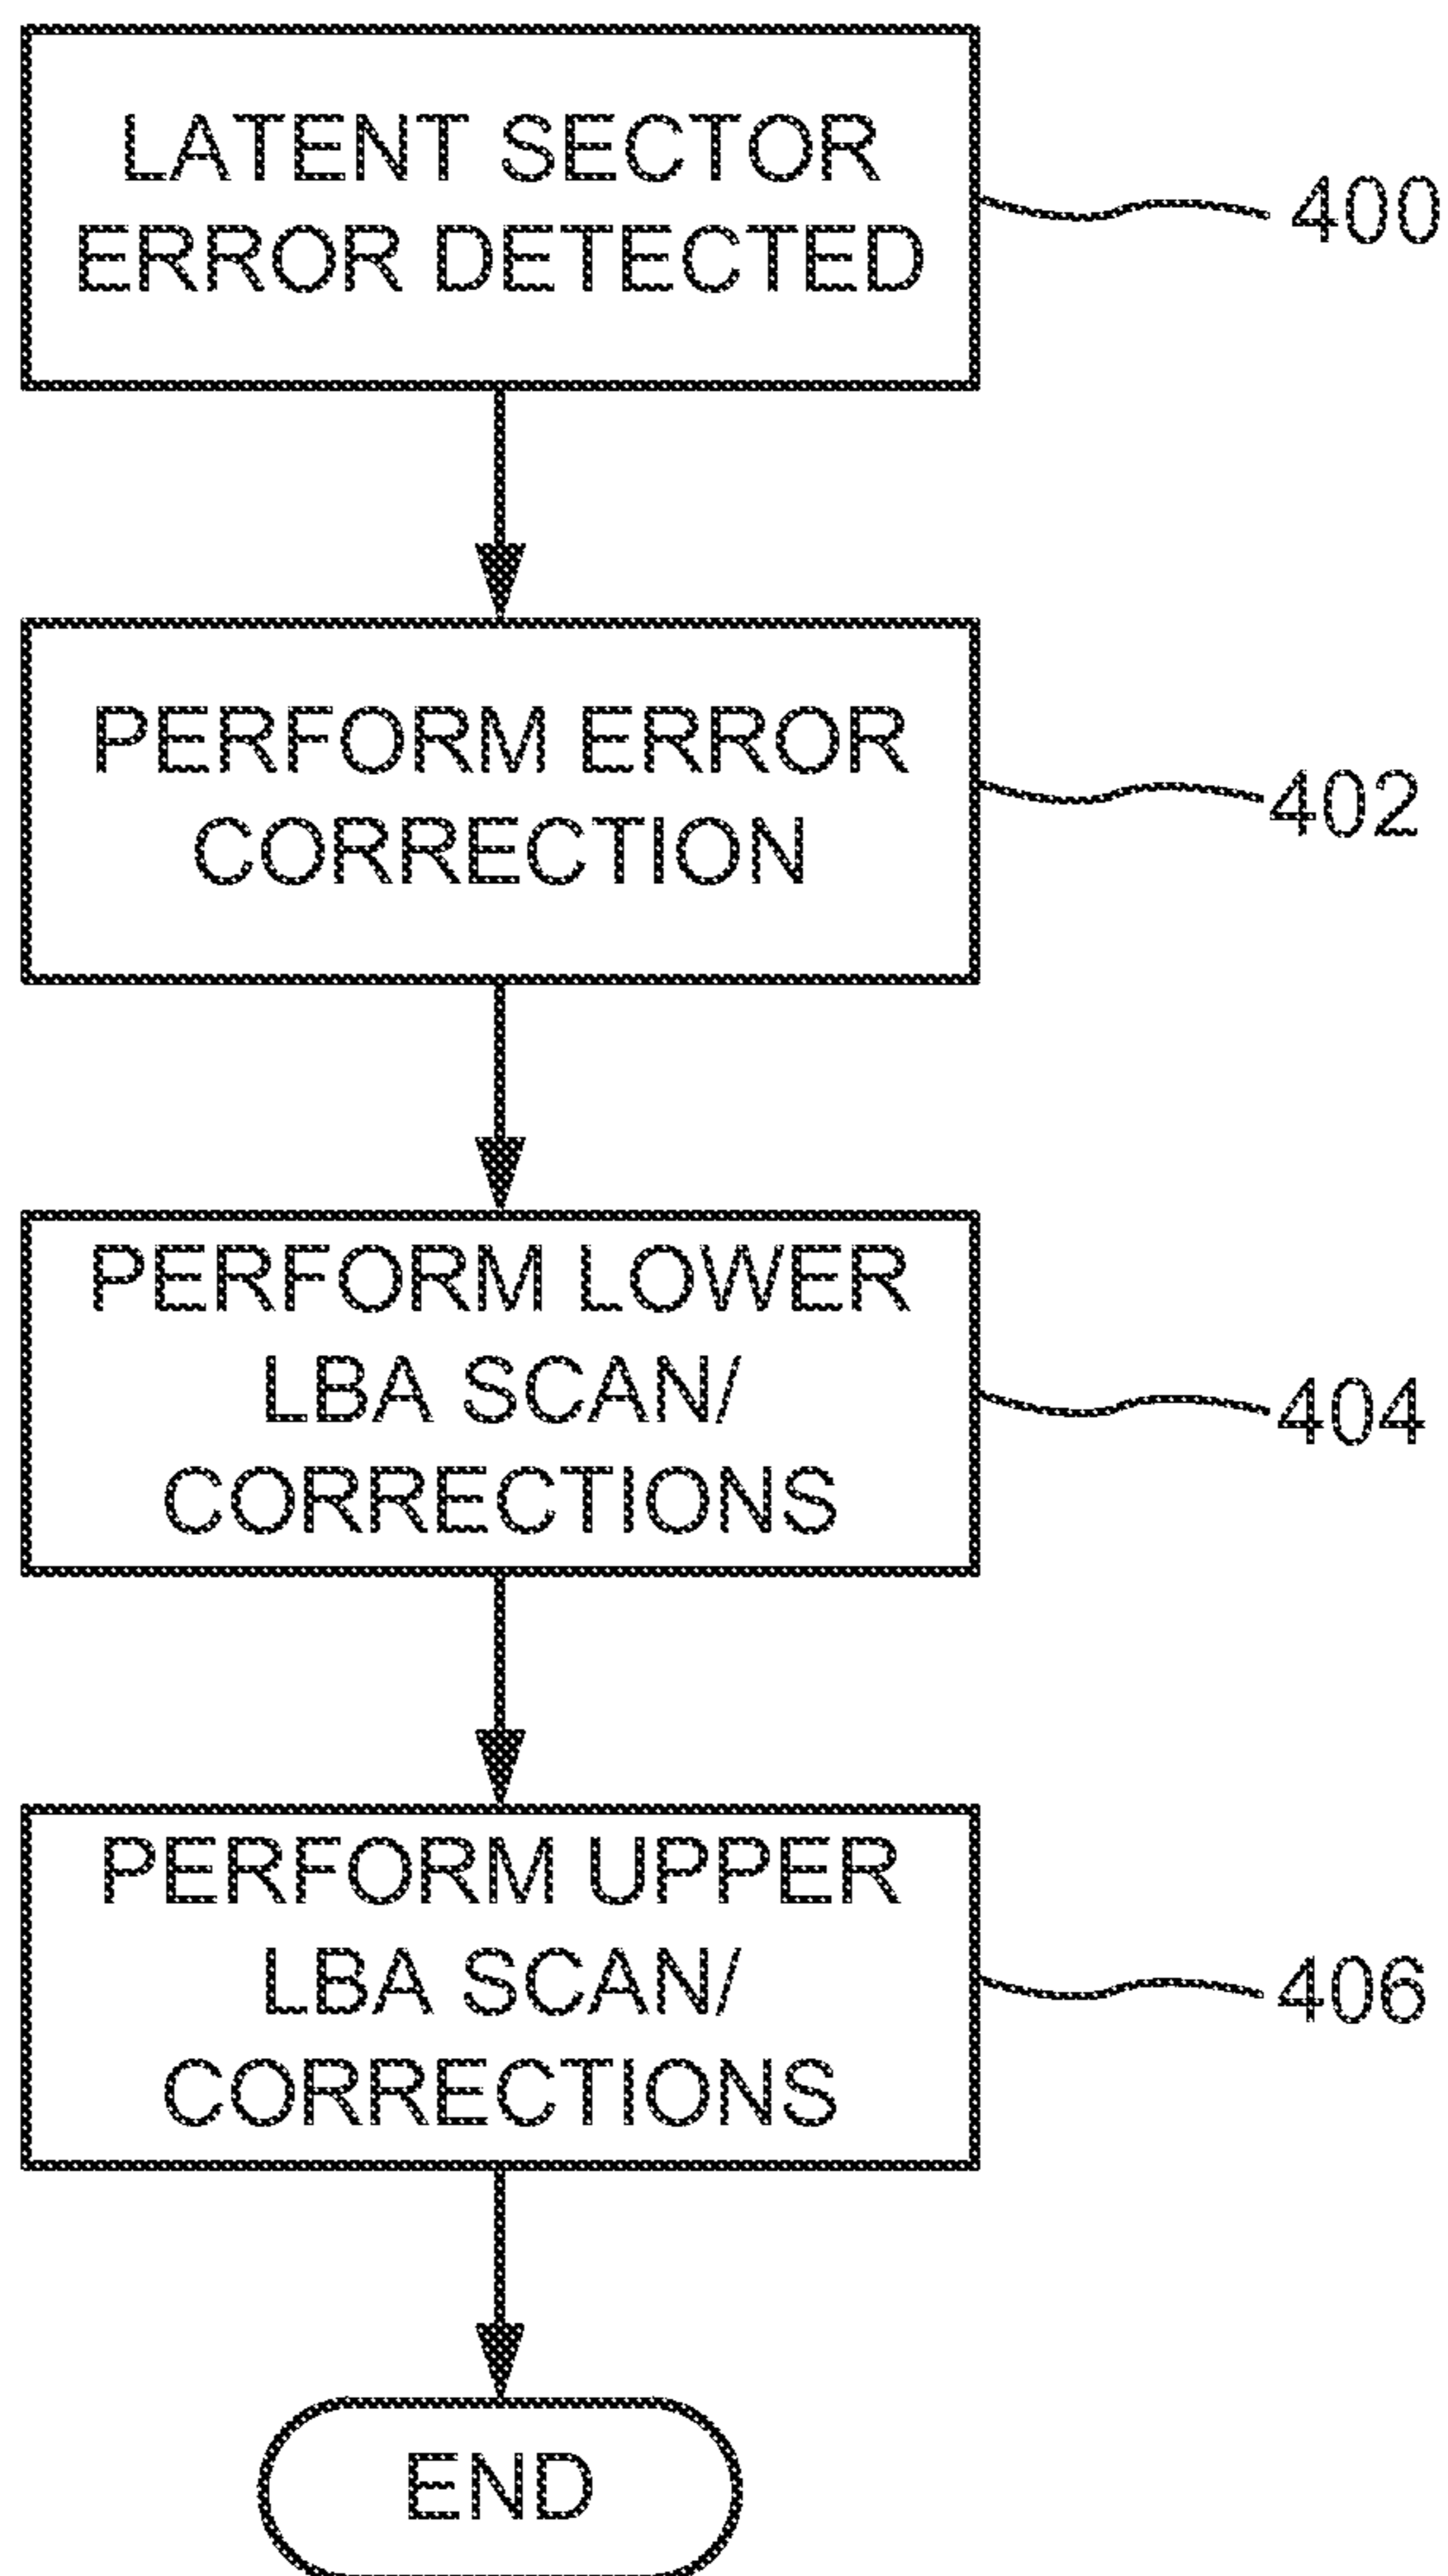 LATENT SECTOR
ERROR DETECTED
400
PERFORM ERROR
CORRECTION
402
PERFORM LOWER
LBA SCAN/
CORRECTIONS
404
PERFORM UPPER
LBA SCAN/
CORRECTIONS
406
END